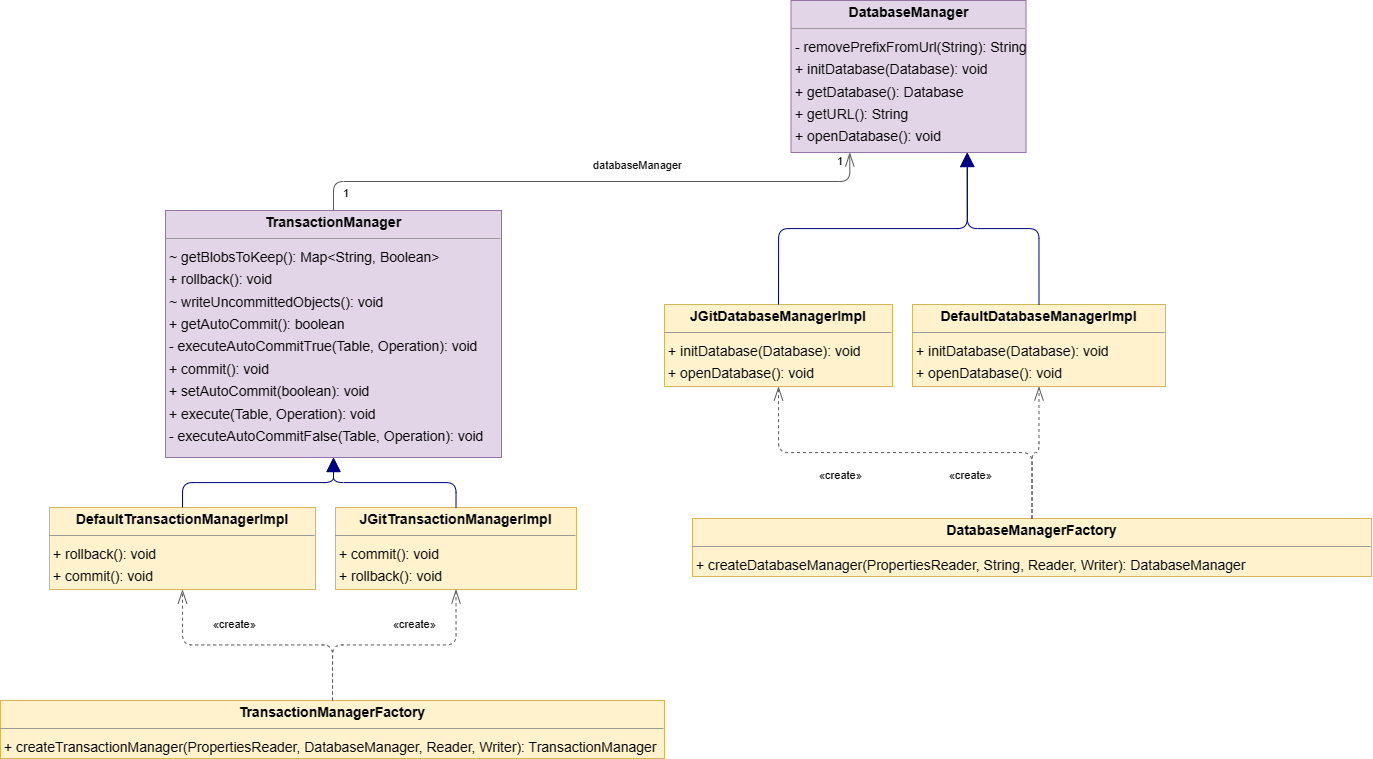 DatabaseManager
- removePrefixFromUrl(String): String
+ initDatabase(Database): void
+ getDatabase(): Database
+ getURL(): String
+ openDatabase(): void
databaseManager
1
1
TransactionManager
~ getBlobsToKeep(): Map<String, Boolean>
+ rollback(): void
~ writeUncommittedObjects(): void
+ getAutoCommit(): boolean
- executeAutoCommitTrue(Table, Operation): void
+ commit(): void
+ setAutoCommit(boolean): void
+ execute(Table, Operation): void
- executeAutoCommitFalse(Table, Operation): void
JGitDatabaseManagerImpl
+ initDatabase(Database): void
+ openDatabase(): void
DefaultDatabaseManagerImpl
+ initDatabase(Database): void
+ openDatabase(): void
«create»
«create»
DefaultTransactionManagerImpl
+ rollback(): void
+ commit(): void
JGitTransactionManagerImpl
+ commit(): void
+ rollback(): void
DatabaseManagerFactory
+ createDatabaseManager(PropertiesReader, String, Reader, Writer): DatabaseManager
«create»
«create»
TransactionManagerFactory
+ createTransactionManager(PropertiesReader, DatabaseManager, Reader, Writer): TransactionManager